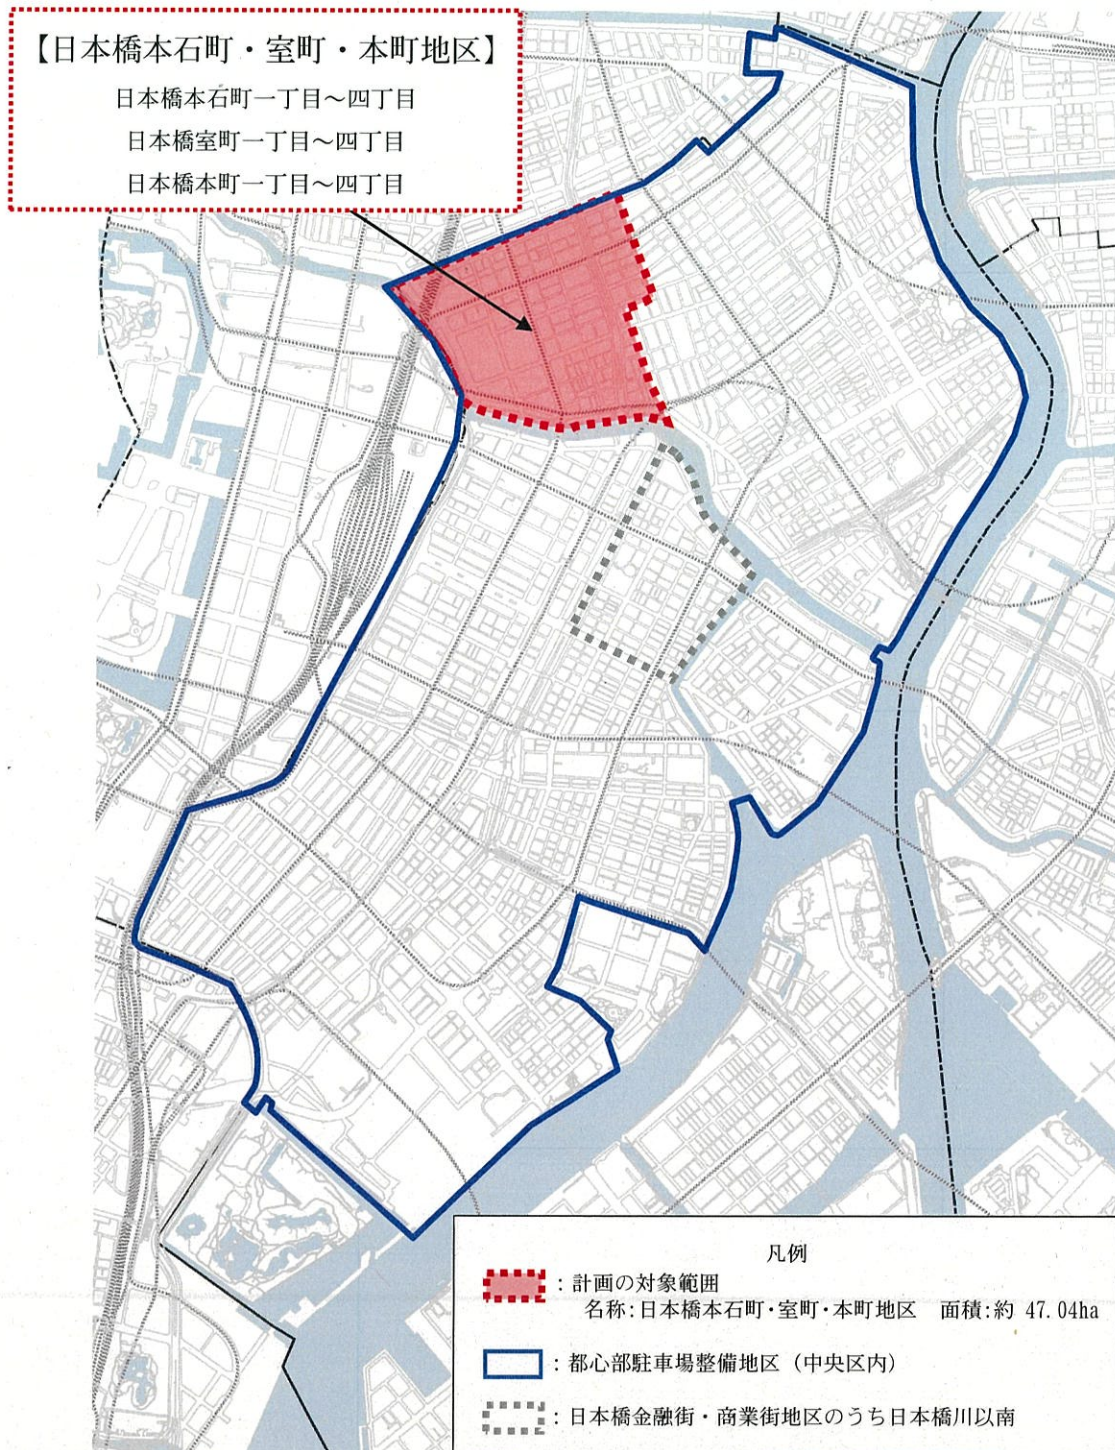 【日本橋本石町・室町・本町地区】
日本橋本石町一丁目～四丁目
日本橋室町一丁目～四丁目
日本橋本町一丁目～四丁目
凡例
：計画の対象範囲
名称：日本橋本石町・室町・本町地区　面積：約 47.04ha
：都心部駐車場整備地区（中央区内）
：日本橋金融街・商業街地区のうち日本橋川以南